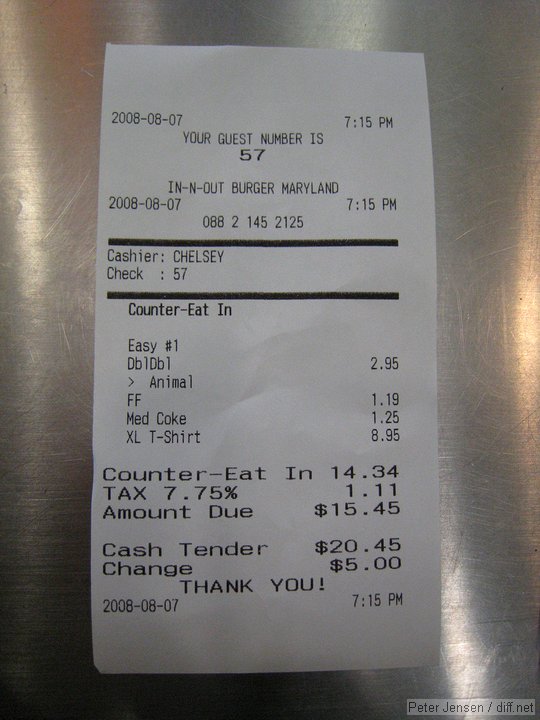 2008-08-07 7:15 PM
YOUR GUEST NUMBER IS
57
IN-N-OUT BURGER MARYLAND
2008-08-07 7:15 PM
088 2 145 2125
Cashier: CHELSEY
Check : 57
Counter-Eat In
Easy #1
DblDbl 2.95
> Animal
FF 1.19
Med Coke 1.25
XL T-Shirt 8.95
Counter-Eat In 14.34
TAX 7.75% 1.11
Amount Due $15.45
Cash Tender $20.45
Change $5.00
THANK YOU!
2008-08-07 7:15 PM
Peter Jensen / diff.net